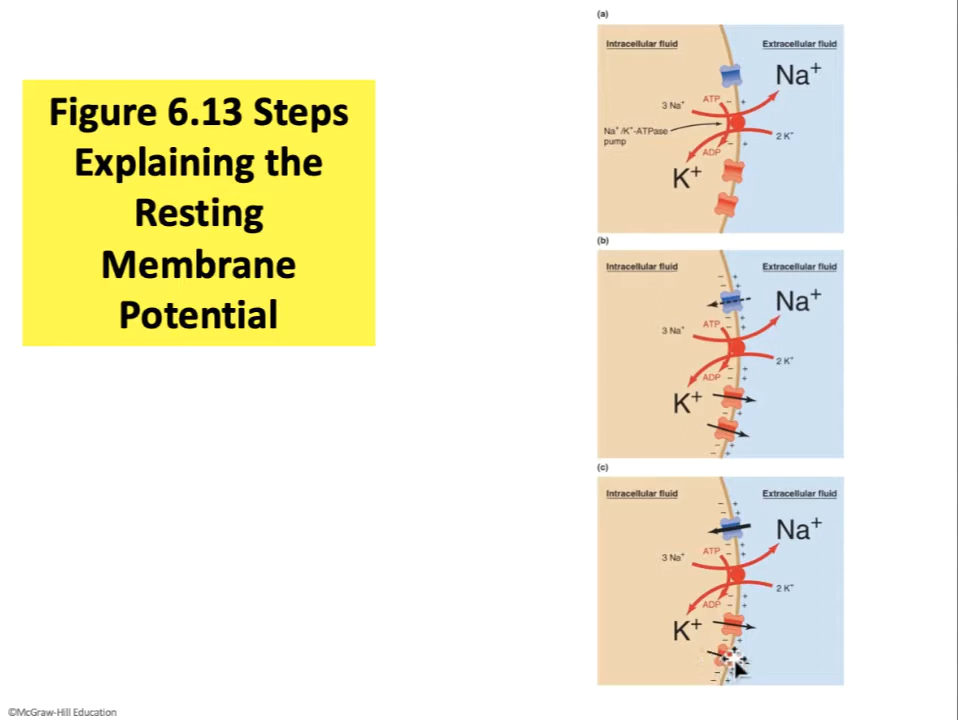 Figure 6.13 Steps
Explaining the
Resting
Membrane
Potential
(a)
Intracellular fluid
Extracellular fluid
Na⁺
ATP
3 Na⁺
Na⁺/K⁺-ATPase
pump
2 K⁺
ADP
K⁺
(b)
Intracellular fluid
Extracellular fluid
Na⁺
ATP
3 Na⁺
2 K⁺
ADP
K⁺
(c)
Intracellular fluid
Extracellular fluid
Na⁺
ATP
3 Na⁺
2 K⁺
ADP
K⁺
©McGraw-Hill Education